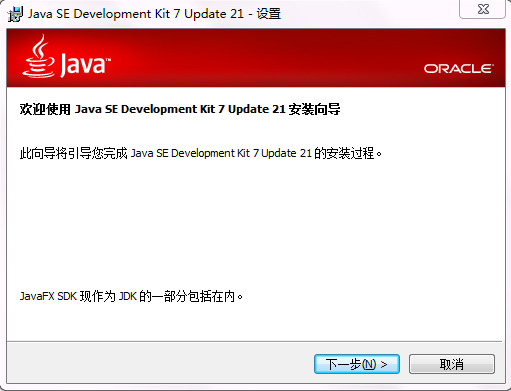 Java SE Development Kit 7 Update 21 - 设置
Java™
ORACLE®
欢迎使用 Java SE Development Kit 7 Update 21 安装向导
此向导将引导您完成 Java SE Development Kit 7 Update 21 的安装过程。
JavaFX SDK 现作为 JDK 的一部分包括在内。
下一步(N) >
取消